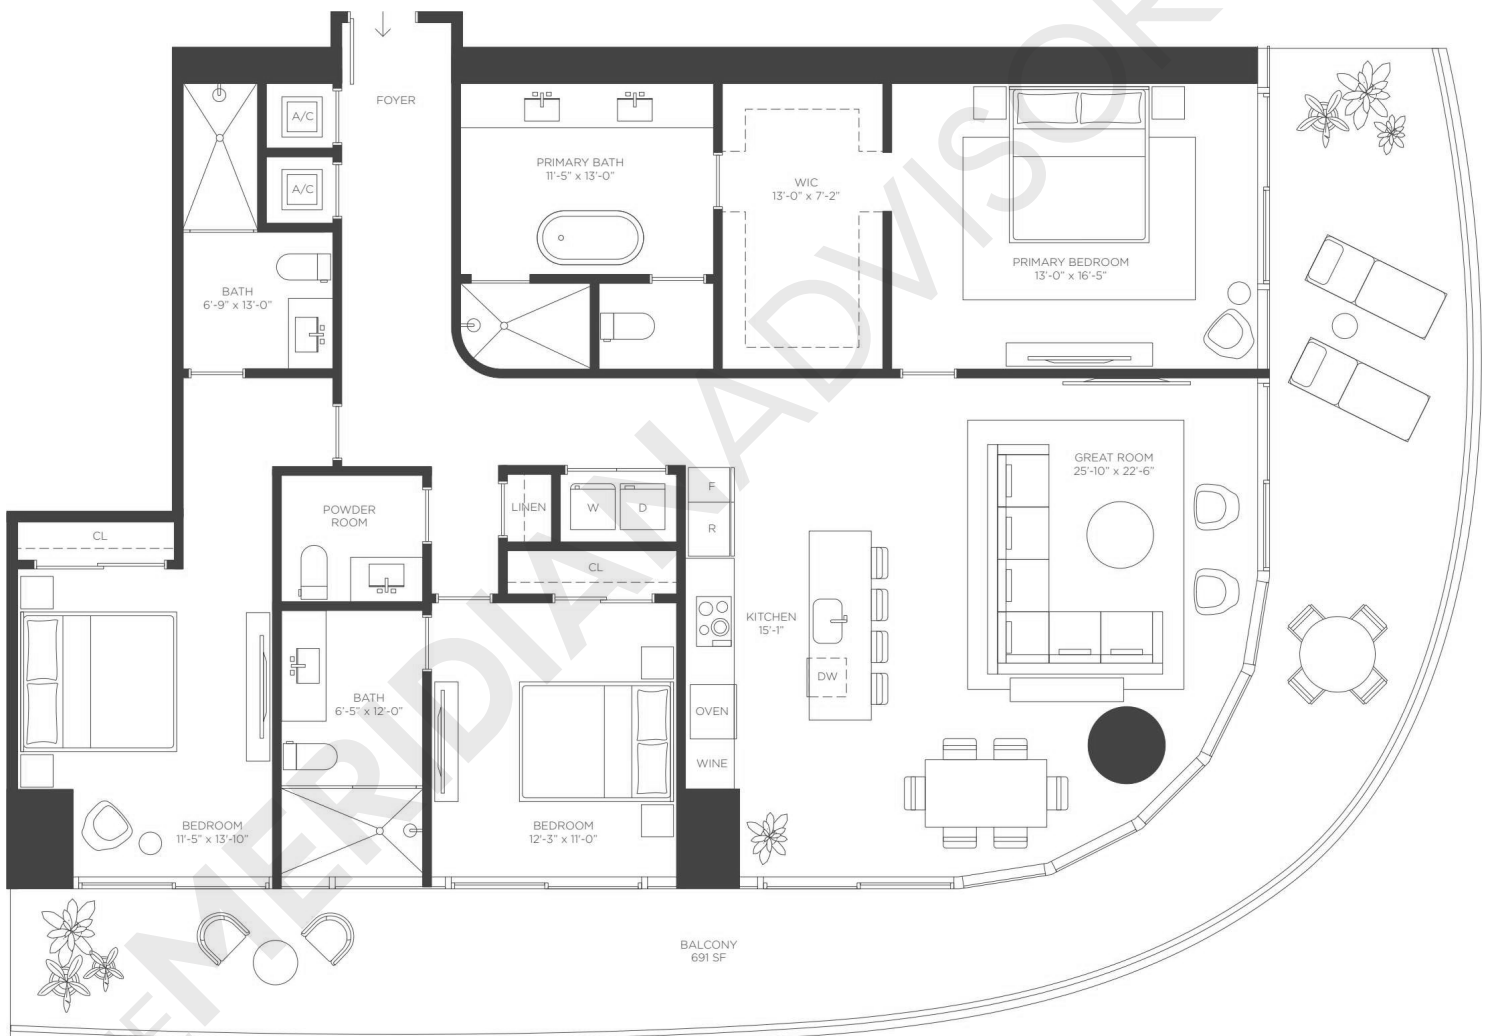 FOYER
A/C
A/C
PRIMARY BATH
11'-5" x 13'-0"
WIC
13'-0" x 7'-2"
PRIMARY BEDROOM
13'-0" x 16'-5"
BATH
6'-9" x 13'-0"
GREAT ROOM
25'-10" x 22'-6"
POWDER
ROOM
LINEN
W
D
F
R
CL
CL
KITCHEN
15'-1"
DW
OVEN
WINE
BATH
6'-5" x 12'-0"
BEDROOM
11'-5" x 13'-10"
BEDROOM
12'-3" x 11'-0"
BALCONY
691 SF
EMERIDIANADVISOR